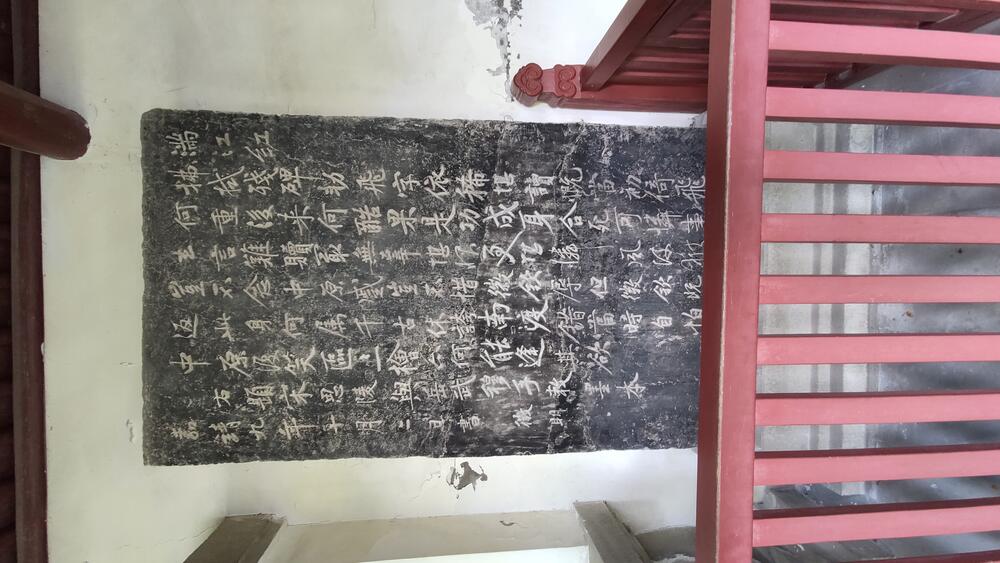 滿江紅
拂拭殘碑勅飛字依稀堪讀慨當初倚飛
何重後來何酷果是功成身合死可憐事
去言難贖最無辜堪恨更堪憐風波獄
豈不念中原蹙豈不惜徽欽辱但徽欽既
返此身何屬千古休誇南渡錯當時自怕
中原復笑區〻一檜亦何能逢其欲
右題宋思陵與岳武穆手敕墨本
嘉靖九年十月二日書 徵明